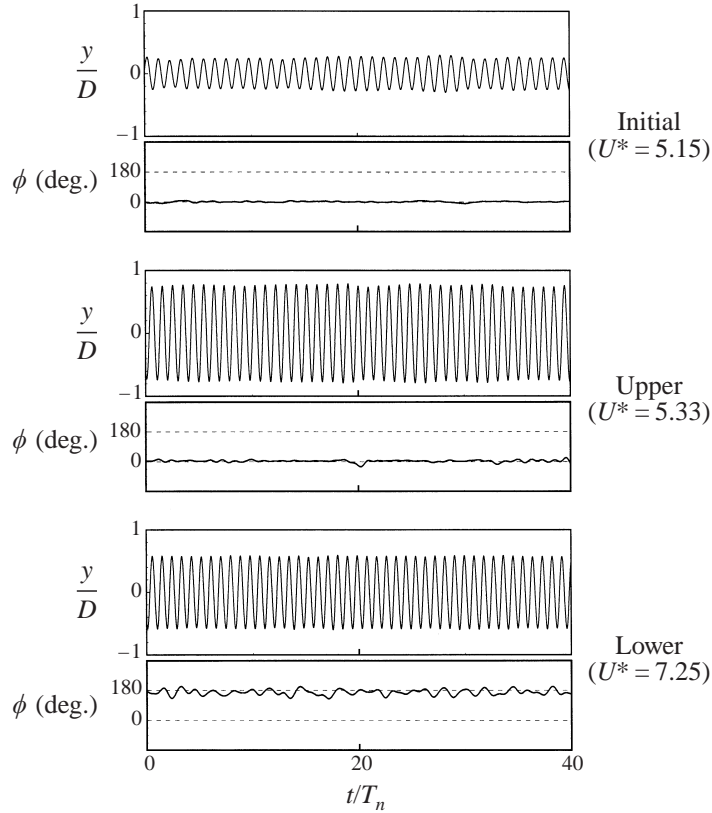 1
y/D 0
−1
Initial
(U* = 5.15)
ϕ (deg.) 180
0
1
y/D 0
−1
Upper
(U* = 5.33)
ϕ (deg.) 180
0
1
y/D 0
−1
Lower
(U* = 7.25)
ϕ (deg.) 180
0
0 20 40
t/Tn